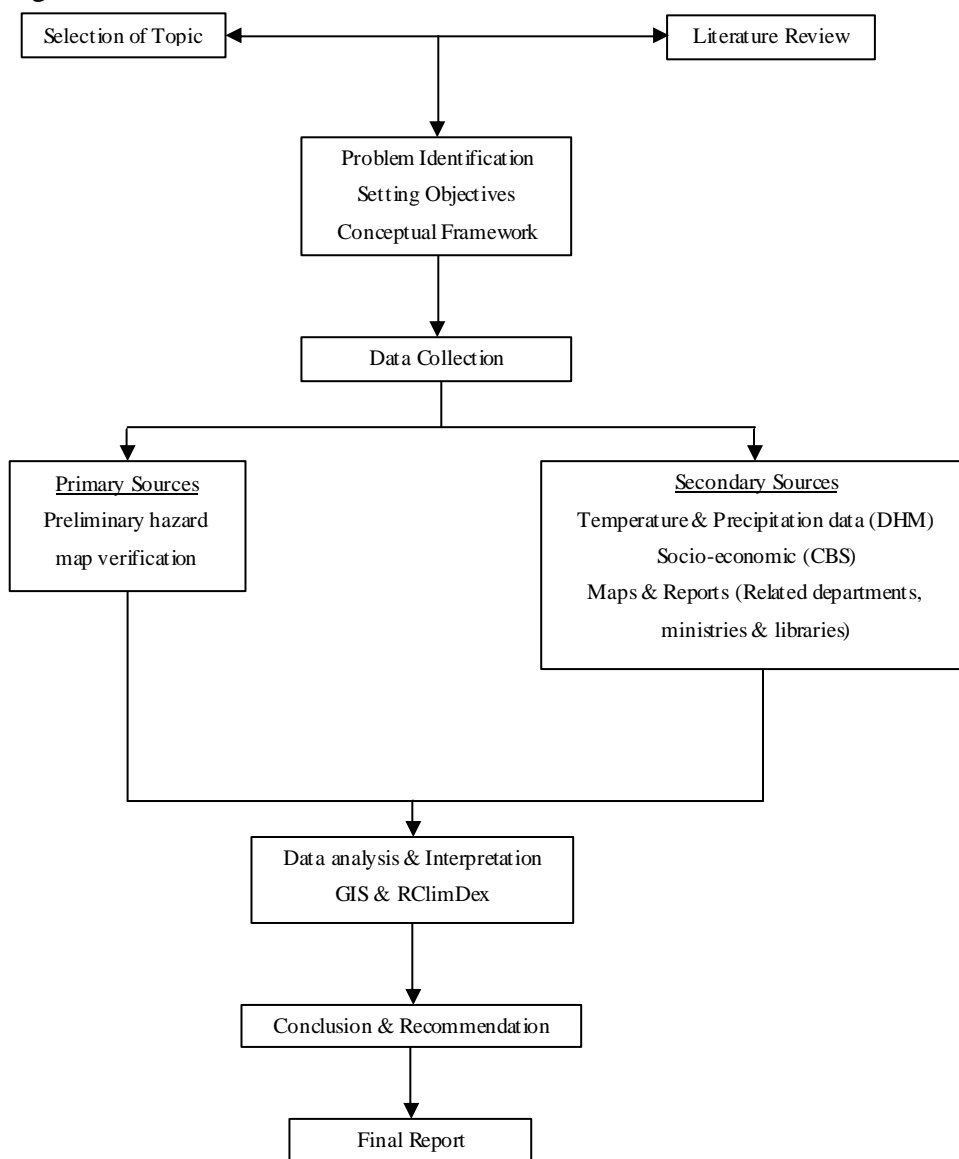 Selection of Topic
Literature Review
Problem Identification
Setting Objectives
Conceptual Framework
Data Collection
Primary Sources
Preliminary hazard
map verification
Secondary Sources
Temperature & Precipitation data (DHM)
Socio-economic (CBS)
Maps & Reports (Related departments,
ministries & libraries)
Data analysis & Interpretation
GIS & RClimDex
Conclusion & Recommendation
Final Report